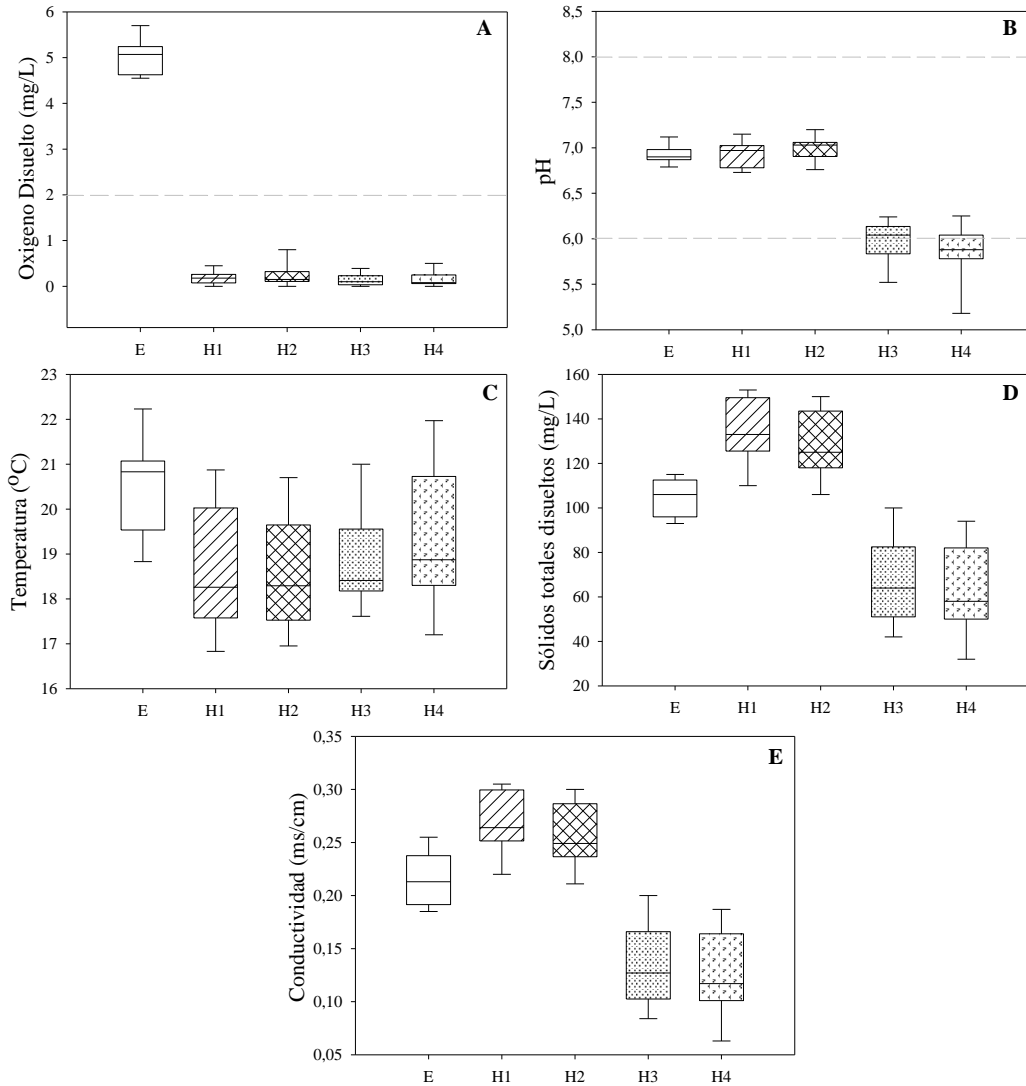 A
Oxigeno Disuelto (mg/L)
6
5
4
3
2
1
0
E H1 H2 H3 H4
B
pH
8,5
8,0
7,5
7,0
6,5
6,0
5,5
5,0
E H1 H2 H3 H4
C
Temperatura (ºC)
23
22
21
20
19
18
17
16
E H1 H2 H3 H4
D
Sólidos totales disueltos (mg/L)
160
140
120
100
80
60
40
20
E H1 H2 H3 H4
E
Conductividad (ms/cm)
0,35
0,30
0,25
0,20
0,15
0,10
0,05
E H1 H2 H3 H4